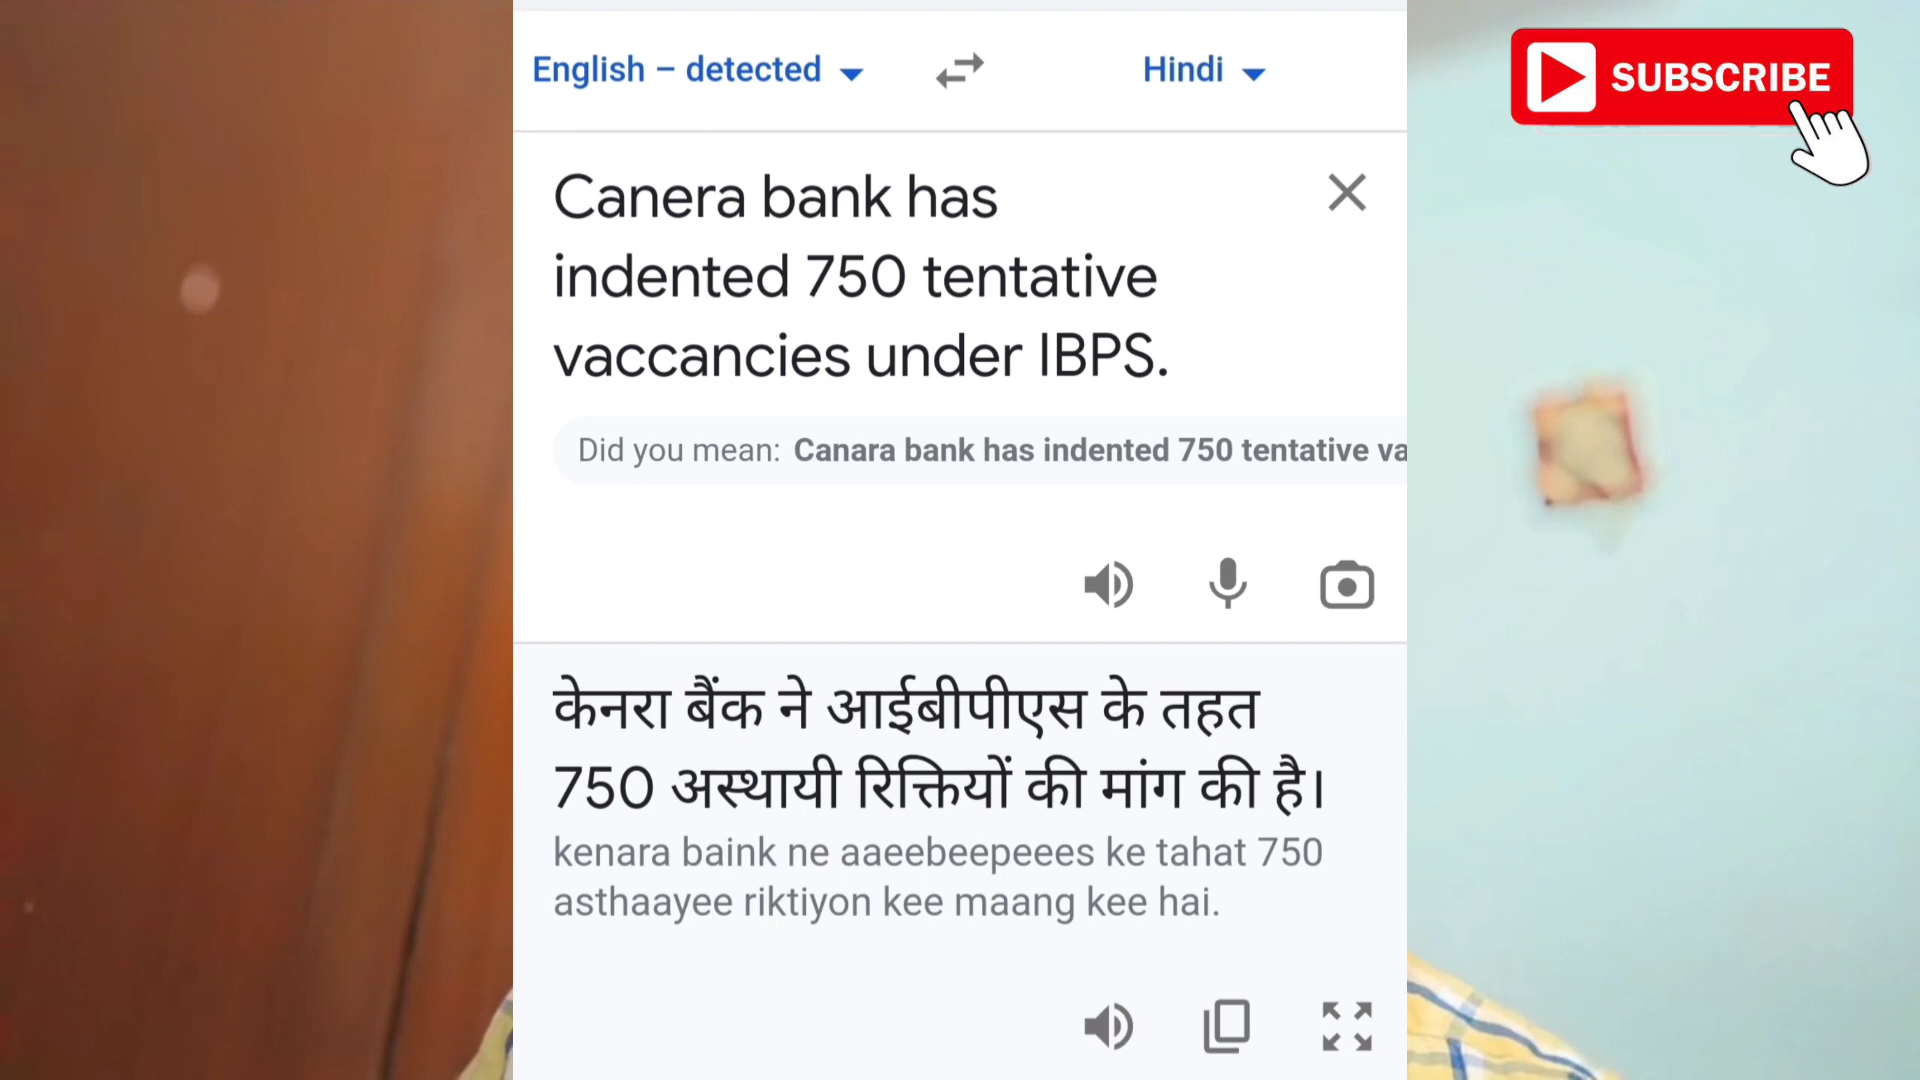 English – detected
Hindi
SUBSCRIBE
Canera bank has
indented 750 tentative
vaccancies under IBPS.
Did you mean: Canara bank has indented 750 tentative va
केनरा बैंक ने आईबीपीएस के तहत
750 अस्थायी रिक्तियों की मांग की है।
kenara baink ne aaeebeepeees ke tahat 750
asthaayee riktiyon kee maang kee hai.